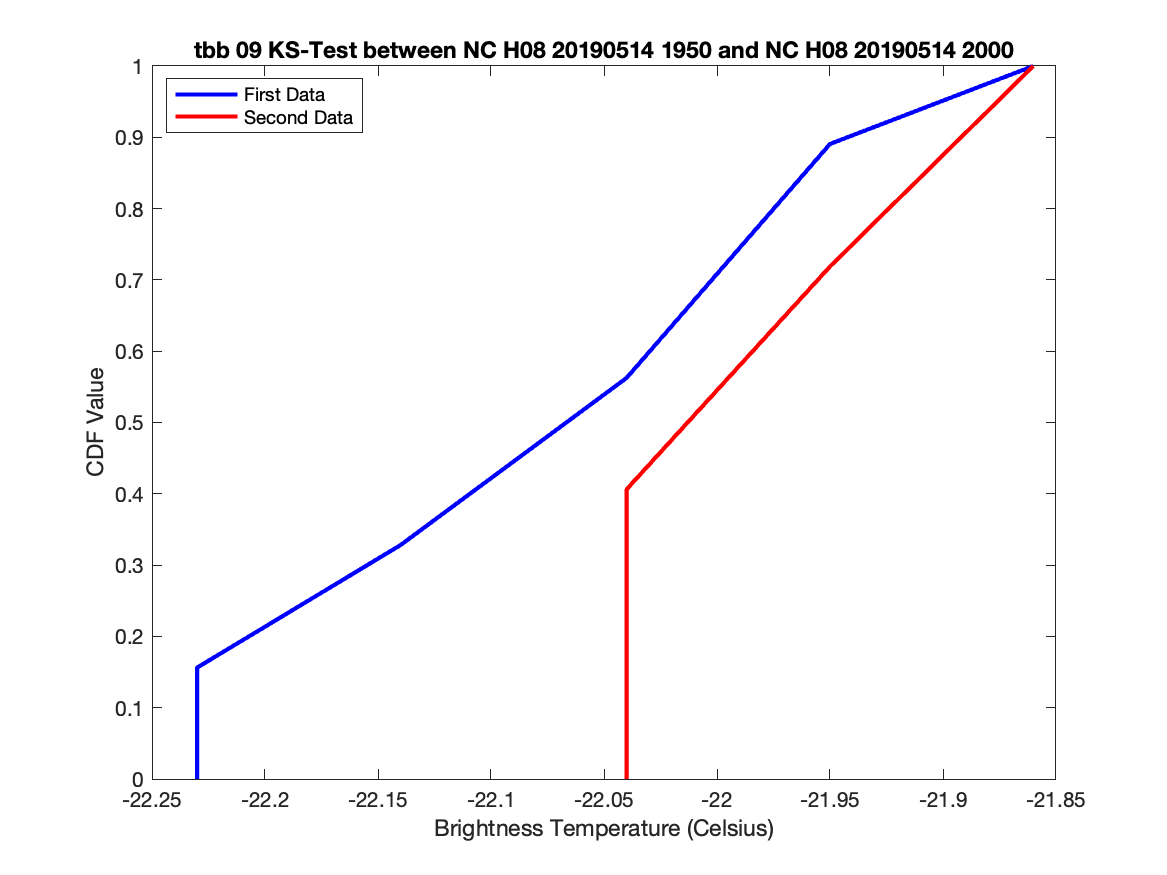 tbb 09 KS-Test between NC H08 20190514 1950 and NC H08 20190514 2000
First Data
Second Data
1
0.9
0.8
0.7
0.6
0.5
0.4
0.3
0.2
0.1
0
CDF Value
-22.25 -22.2 -22.15 -22.1 -22.05 -22 -21.95 -21.9 -21.85
Brightness Temperature (Celsius)